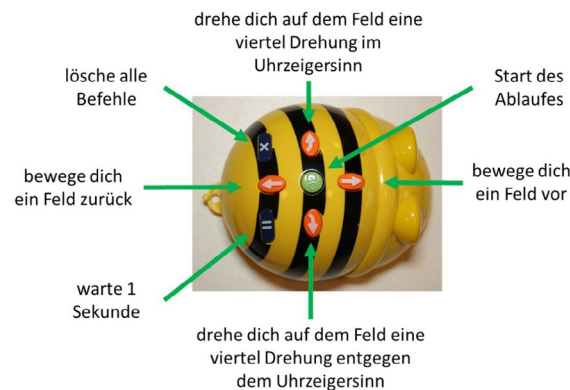 drehe dich auf dem Feld eine
viertel Drehung im
Uhrzeigersinn
lösche alle
Befehle
Start des
Ablaufes
bewege dich
ein Feld zurück
bewege dich
ein Feld vor
warte 1
Sekunde
drehe dich auf dem Feld eine
viertel Drehung entgegen
dem Uhrzeigersinn